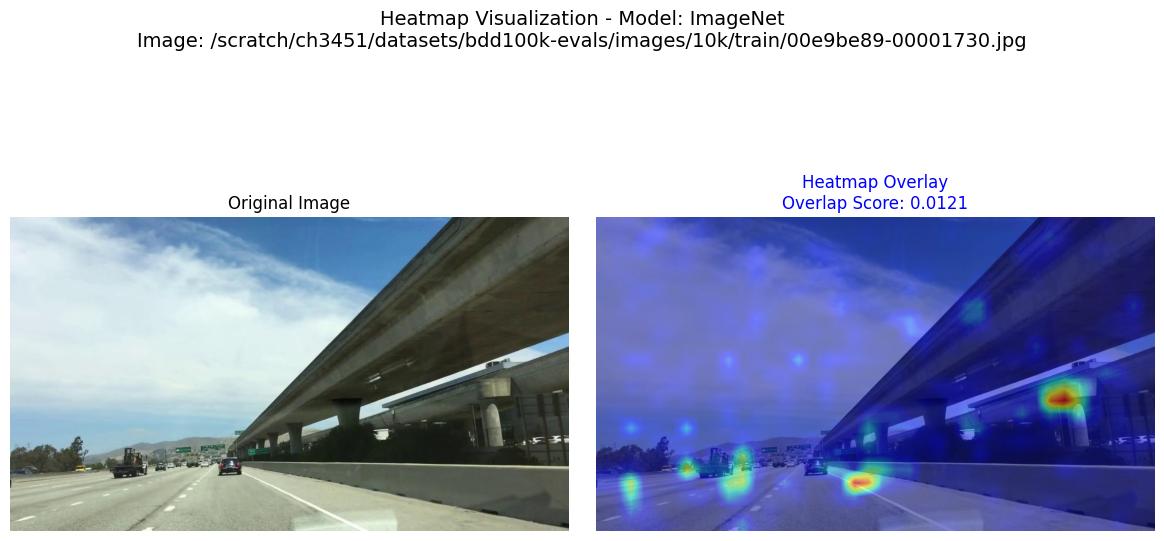 Heatmap Visualization - Model: ImageNet
Image: /scratch/ch3451/datasets/bdd100k-evals/images/10k/train/00e9be89-00001730.jpg
Original Image
Heatmap Overlay
Overlap Score: 0.0121